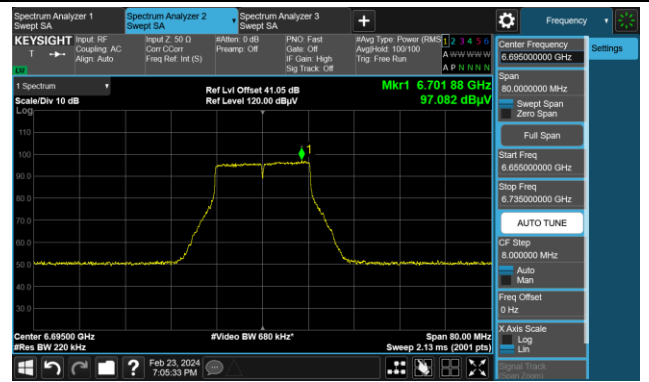 Spectrum Analyzer 1
Swept SA
Spectrum Analyzer 2
Swept SA
Spectrum Analyzer 3
Swept SA
+
Frequency
KEYSIGHT
T
LW
Input: RF
Coupling: AC
Align: Auto
Input Z: 50 Ω
Corr CCorr
Freq Ref: Int (S)
#Atten: 0 dB
Preamp: Off
PNO: Fast
Gate: Off
IF Gain: High
Sig Track: Off
#Avg Type: Power (RMS
Avg|Hold: 100/100
Trig: Free Run
1 2 3 4 5 6
A W W W W W
A P N N N N
1 Spectrum
Scale/Div 10 dB
Log
Ref Lvl Offset 41.05 dB
Ref Level 120.00 dBµV
Mkr1 6.701 88 GHz
97.082 dBµV
1
110
100
90.0
80.0
70.0
60.0
50.0
40.0
30.0
Center 6.69500 GHz
#Res BW 220 kHz
#Video BW 680 kHz*
Span 80.00 MHz
Sweep 2.13 ms (2001 pts)
Center Frequency
6.695000000 GHz
Settings
Span
80.0000000 MHz
Swept Span
Zero Span
Full Span
Start Freq
6.655000000 GHz
Stop Freq
6.735000000 GHz
AUTO TUNE
CF Step
8.000000 MHz
Auto
Man
Freq Offset
0 Hz
X Axis Scale
Log
Lin
Signal Track
(Span Zoom)
?
Feb 23, 2024
7:05:33 PM